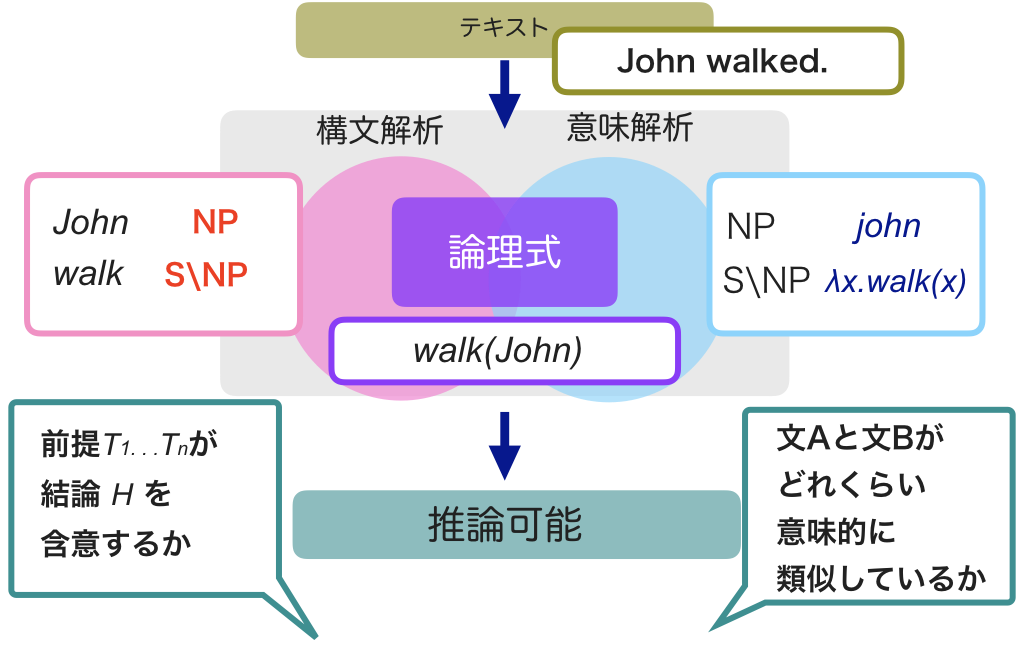 テキスト
John walked.
構文解析
意味解析
John NP
walk S\NP
論理式
NP john
S\NP λx.walk(x)
walk(John)
前提T1...Tnが
結論 H を
含意するか
推論可能
文Aと文Bが
どれくらい
意味的に
類似しているか